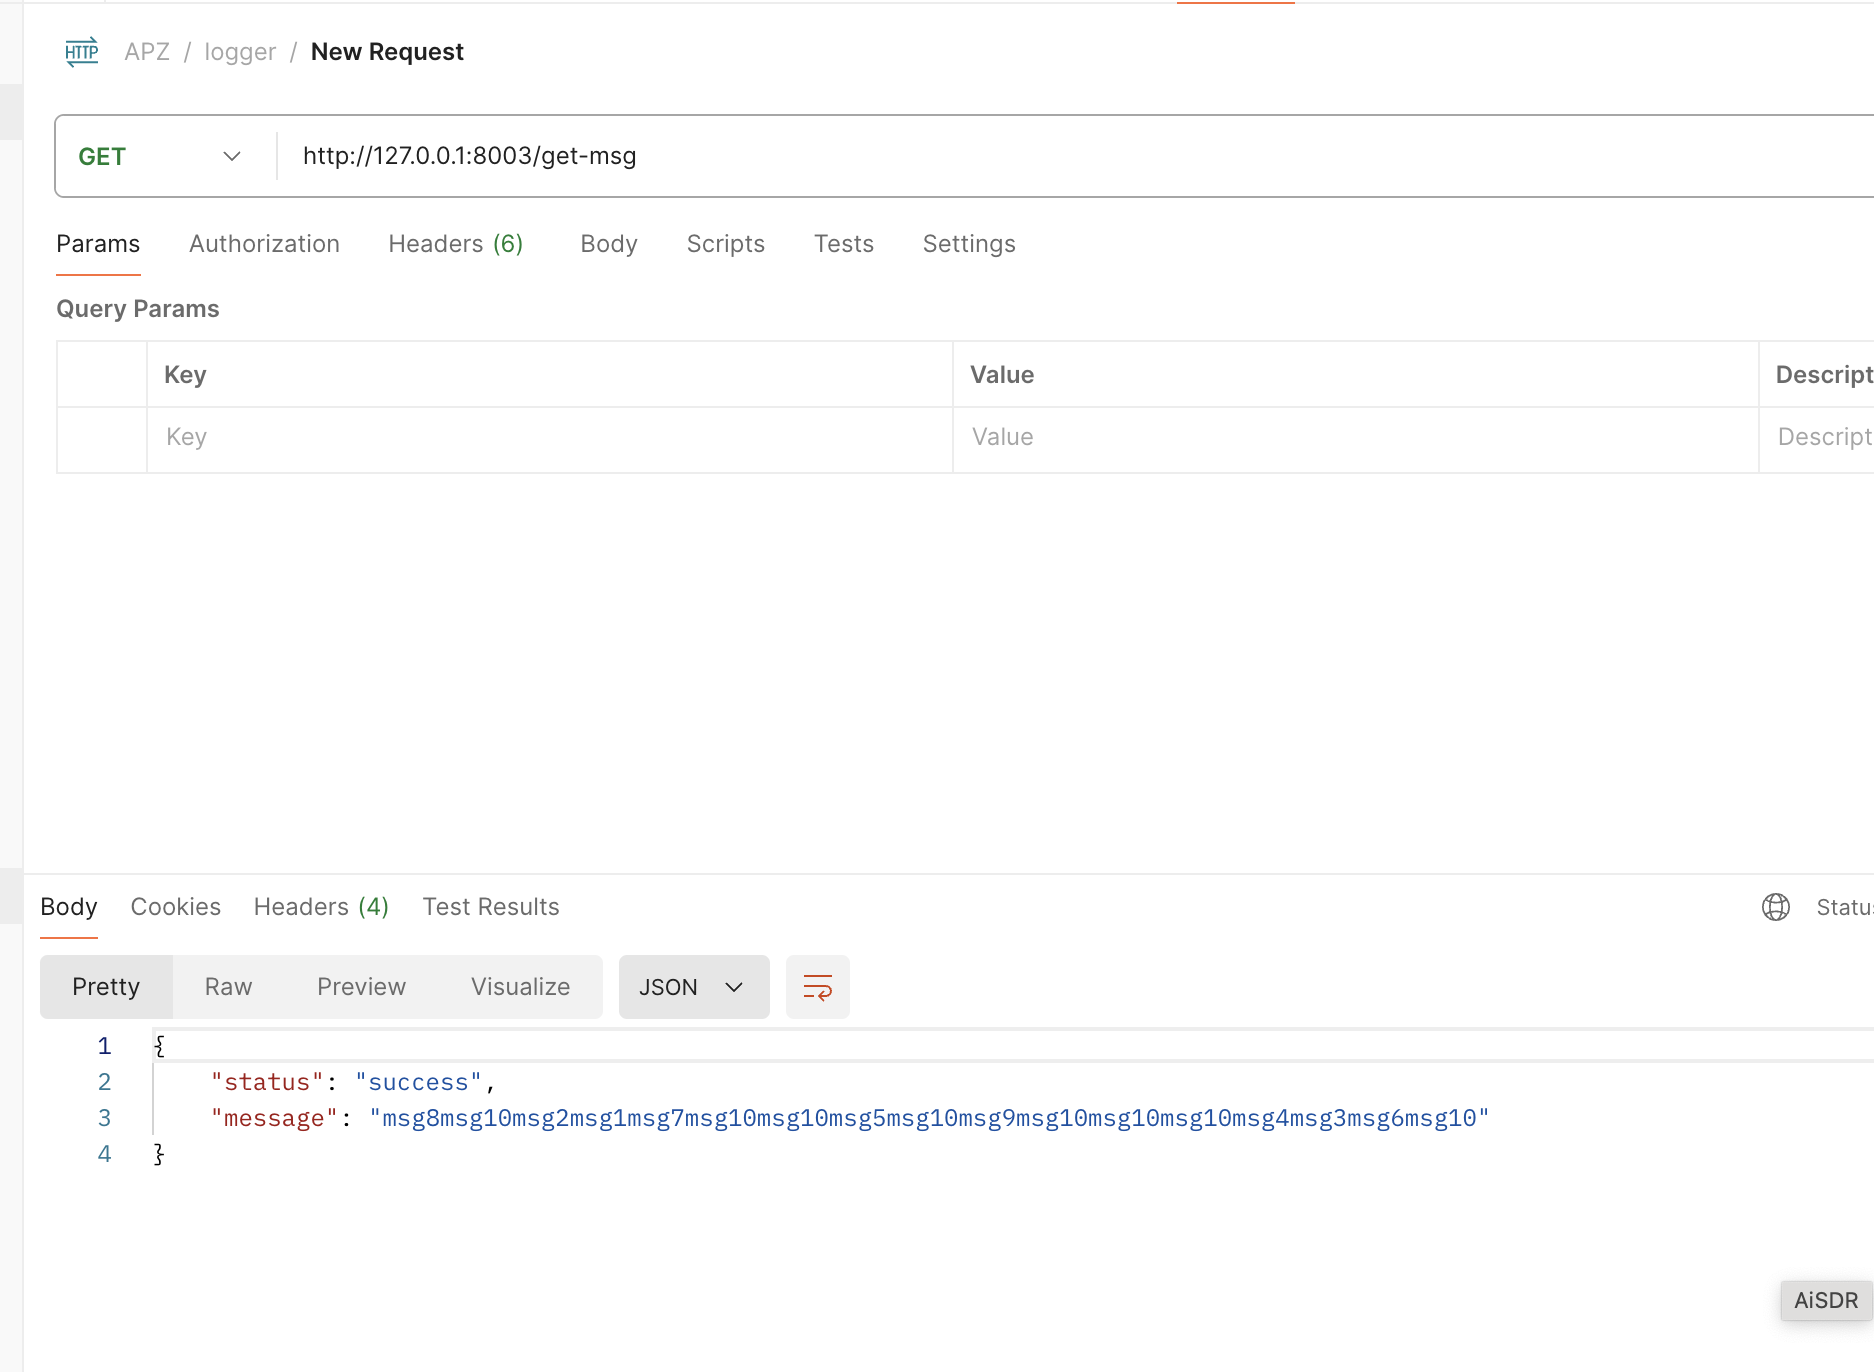 HTTP APZ / logger / New Request
GET http://127.0.0.1:8003/get-msg
Params Authorization Headers (6) Body Scripts Tests Settings
Query Params
Key Value Descript
Key Value Descript
Body Cookies Headers (4) Test Results Status
Pretty Raw Preview Visualize JSON
1 {
2 "status": "success",
3 "message": "msg8msg10msg2msg1msg7msg10msg10msg5msg10msg9msg10msg10msg10msg4msg3msg6msg10"
4 }
AiSDR